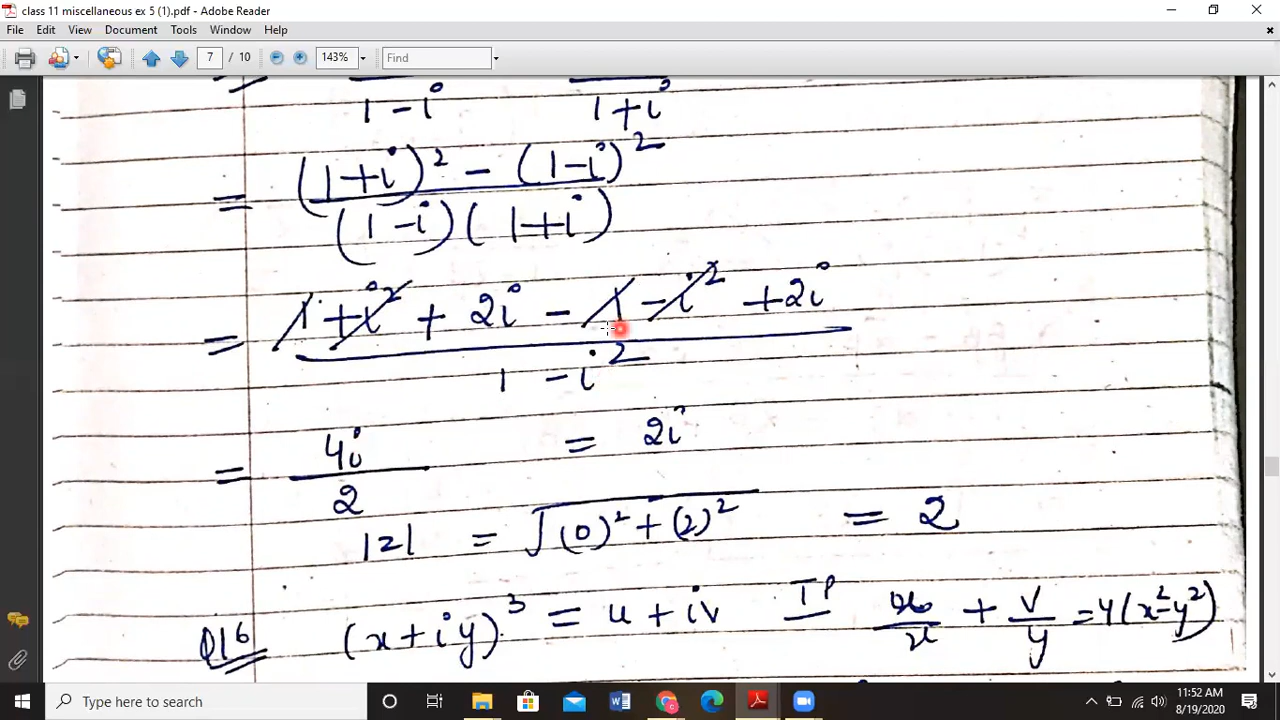 class 11 miscellaneous ex 5 (1).pdf - Adobe Reader
File Edit View Document Tools Window Help
7 / 10 143% Find
1-i 1+i
= (1+i)² - (1-i)²
(1-i)(1+i)
= 1+i² + 2i - 1 - i² + 2i
1 - i²
= 4i = 2i
2
|z| = √(0)² + (2)² = 2
Q16 (x+iy)³ = u+iv TP u/x + v/y = 4(x²-y²)
Type here to search
11:52 AM
8/19/2020